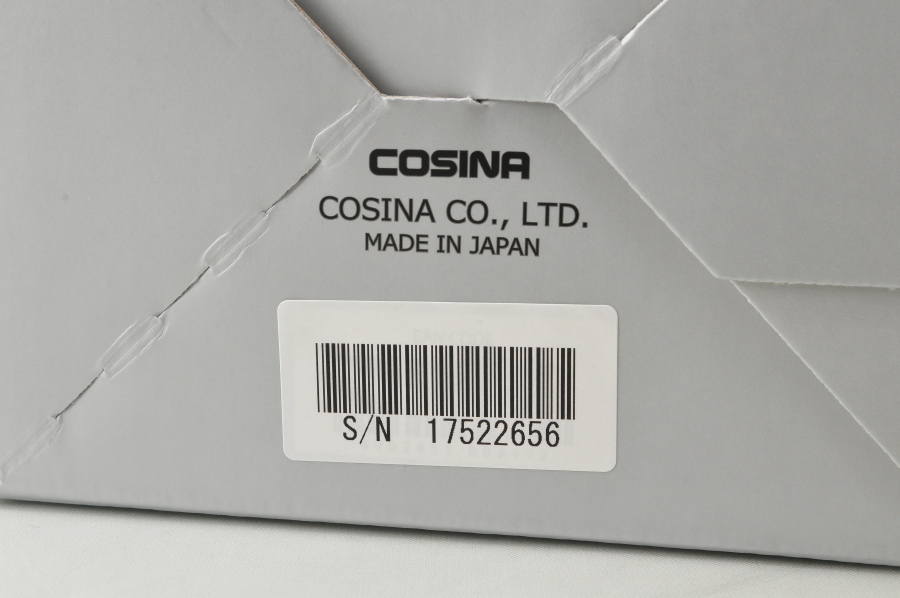 COSINA
COSINA CO., LTD.
MADE IN JAPAN
S/N 17522656